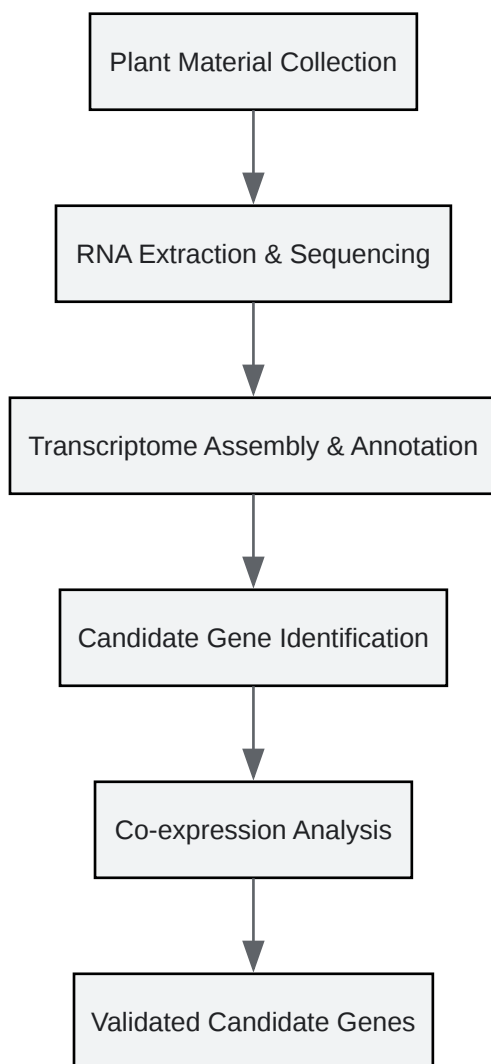 Plant Material Collection
RNA Extraction & Sequencing
Transcriptome Assembly & Annotation
Candidate Gene Identification
Co-expression Analysis
Validated Candidate Genes